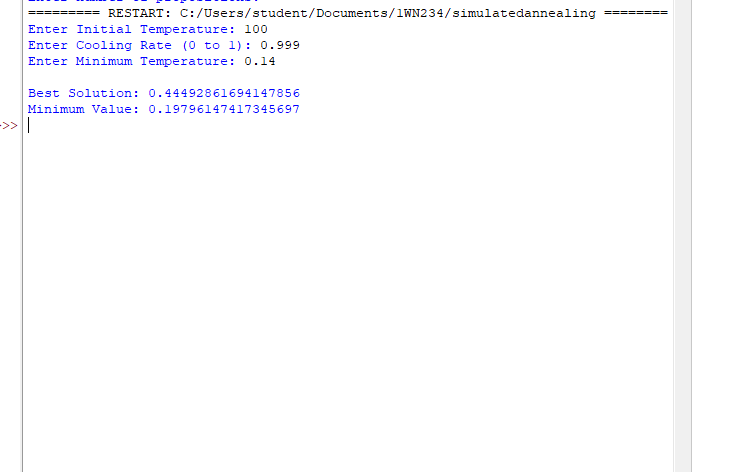 ========= RESTART: C:/Users/student/Documents/1WN234/simulatedannealing ========
Enter Initial Temperature: 100
Enter Cooling Rate (0 to 1): 0.999
Enter Minimum Temperature: 0.14
Best Solution: 0.44492861694147856
Minimum Value: 0.19796147417345697
>>